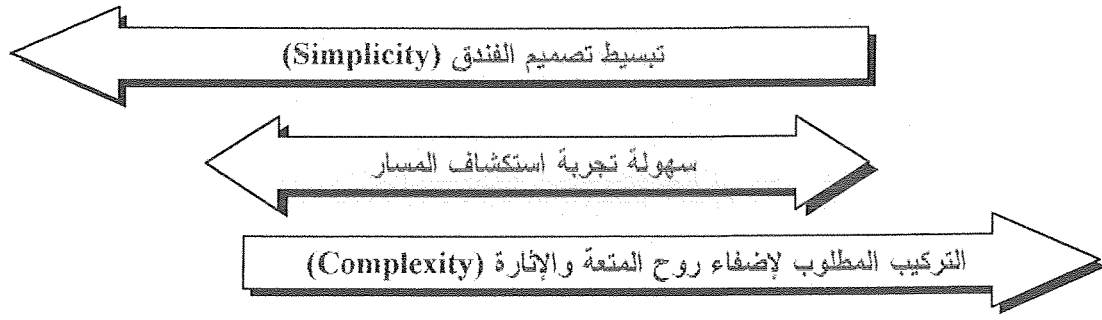 تبسيط تصميم الفندق (Simplicity)
سهولة تجربة استكشاف المسار
التركيب المطلوب لإضفاء روح المتعة والإثارة (Complexity)